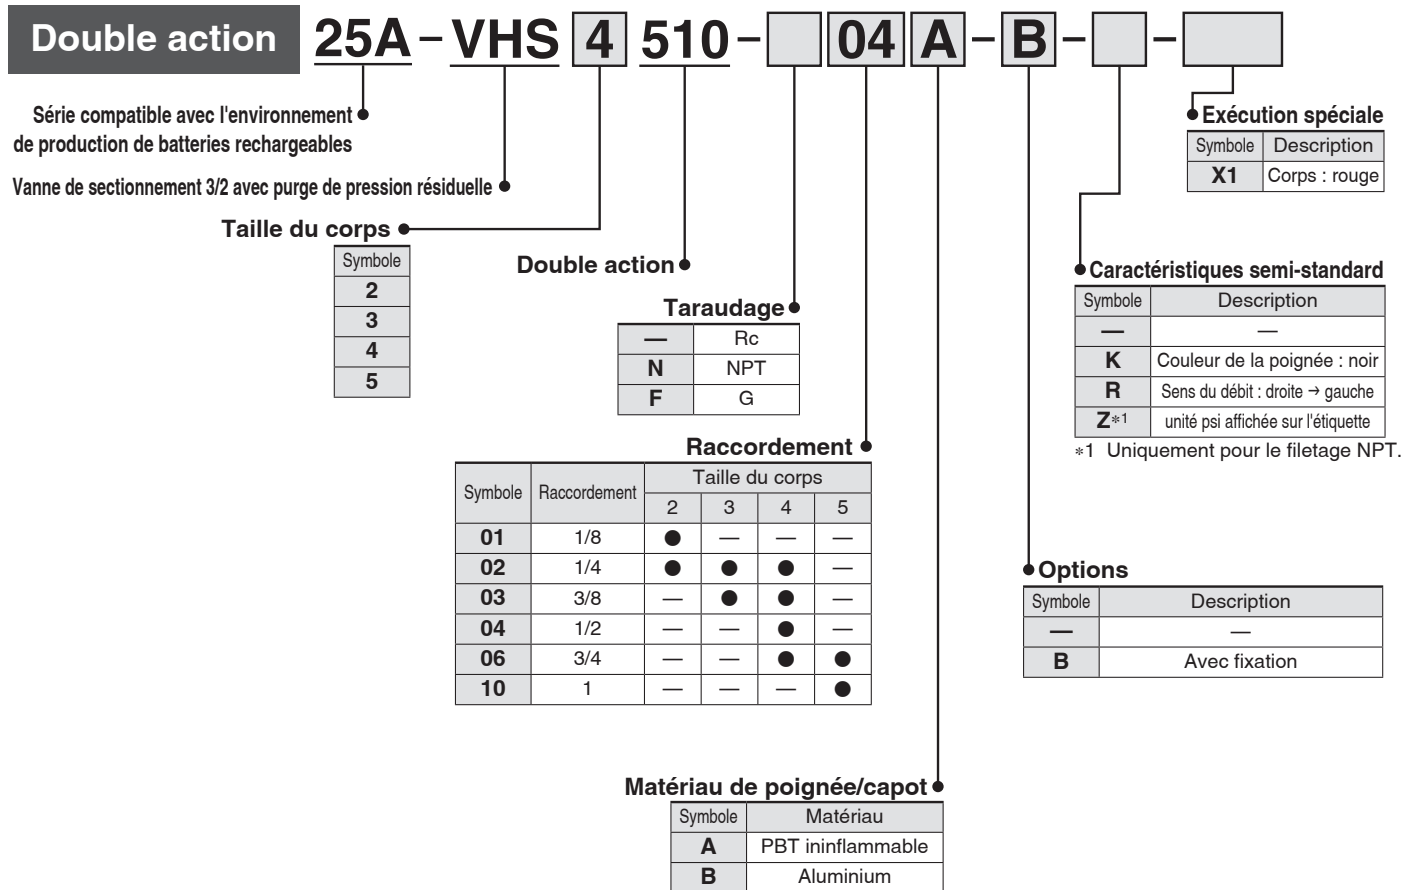 Double action 25A-VHS 4 510- 04 A - B - -
Série compatible avec l'environnement
de production de batteries rechargeables
Vanne de sectionnement 3/2 avec purge de pression résiduelle
Taille du corps
Symbole
2
3
4
5
Double action
Taraudage
— Rc
N NPT
F G
Raccordement
Symbole Raccordement Taille du corps
2 3 4 5
01 1/8 ● — — —
02 1/4 ● ● ● —
03 3/8 — ● ● —
04 1/2 — — ● —
06 3/4 — — ● ●
10 1 — — — ●
Matériau de poignée/capot
Symbole Matériau
A PBT ininflammable
B Aluminium
Exécution spéciale
Symbole Description
X1 Corps : rouge
Caractéristiques semi-standard
Symbole Description
— —
K Couleur de la poignée : noir
R Sens du débit : droite → gauche
Z*1 unité psi affichée sur l'étiquette
*1 Uniquement pour le filetage NPT.
Options
Symbole Description
— —
B Avec fixation